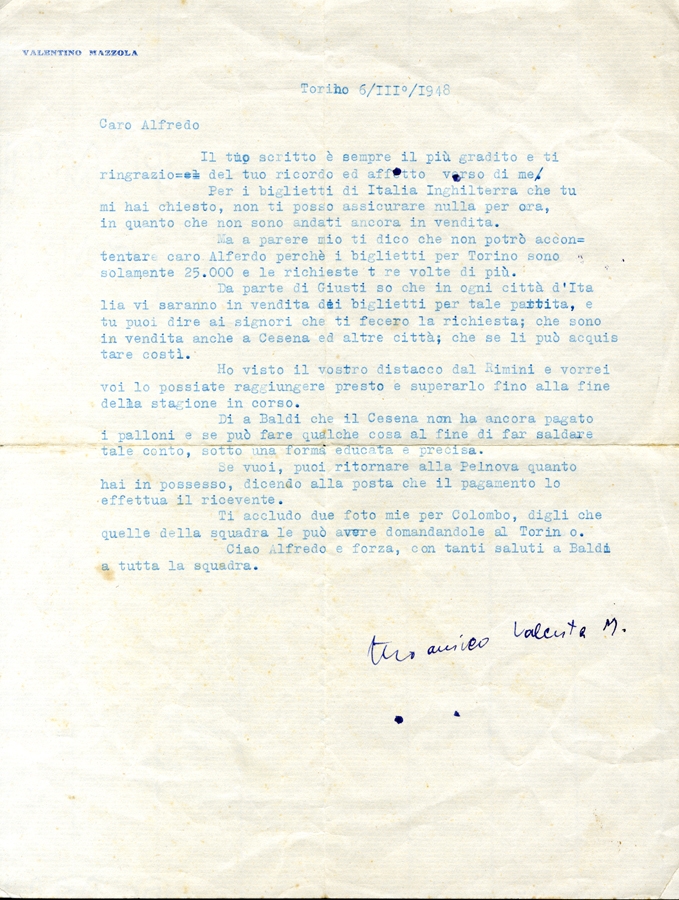 VALENTINO MAZZOLA
Torino 6/III°/1948
Caro Alfredo
Il tuo scritto è sempre il più gradito e ti
ringrazio= del tuo ricordo ed affetto verso di me/
Per i biglietti di Italia Inghilterra che tu
mi hai chiesto, non ti posso assicurare nulla per ora,
in quanto che non sono andati ancora in vendita.
Ma a parere mio ti dico che non potrò accon=
tentare caro Alferdo perchè i biglietti per Torino sono
solamente 25.000 e le richieste t re volte di più.
Da parte di Giusti so che in ogni città d'Ita
lia vi saranno in vendita dei biglietti per tale partita, e
tu puoi dire ai signori che ti fecero la richiesta; che sono
in vendita anche a Cesena ed altre città; che se li può acquis
tare costì.
Ho visto il vostro distacco dal Rimini e vorrei
voi lo possiate raggiungere presto e superarlo fino alla fine
della stagione in corso.
Di a Baldi che il Cesena non ha ancora pagato
i palloni e se può fare qualche cosa al fine di far saldare
tale conto, sotto una forma educata e precisa.
Se vuoi, puoi ritornare alla Pelnova quanto
hai in possesso, dicendo alla posta che il pagamento lo
effettua il ricevente.
Ti accludo due foto mie per Colombo, digli che
quelle della squadra le può avere domandandole al Torin o.
Ciao Alfredo e forza, con tanti saluti a Baldi
a tutta la squadra.
tuo amico Valentino M.